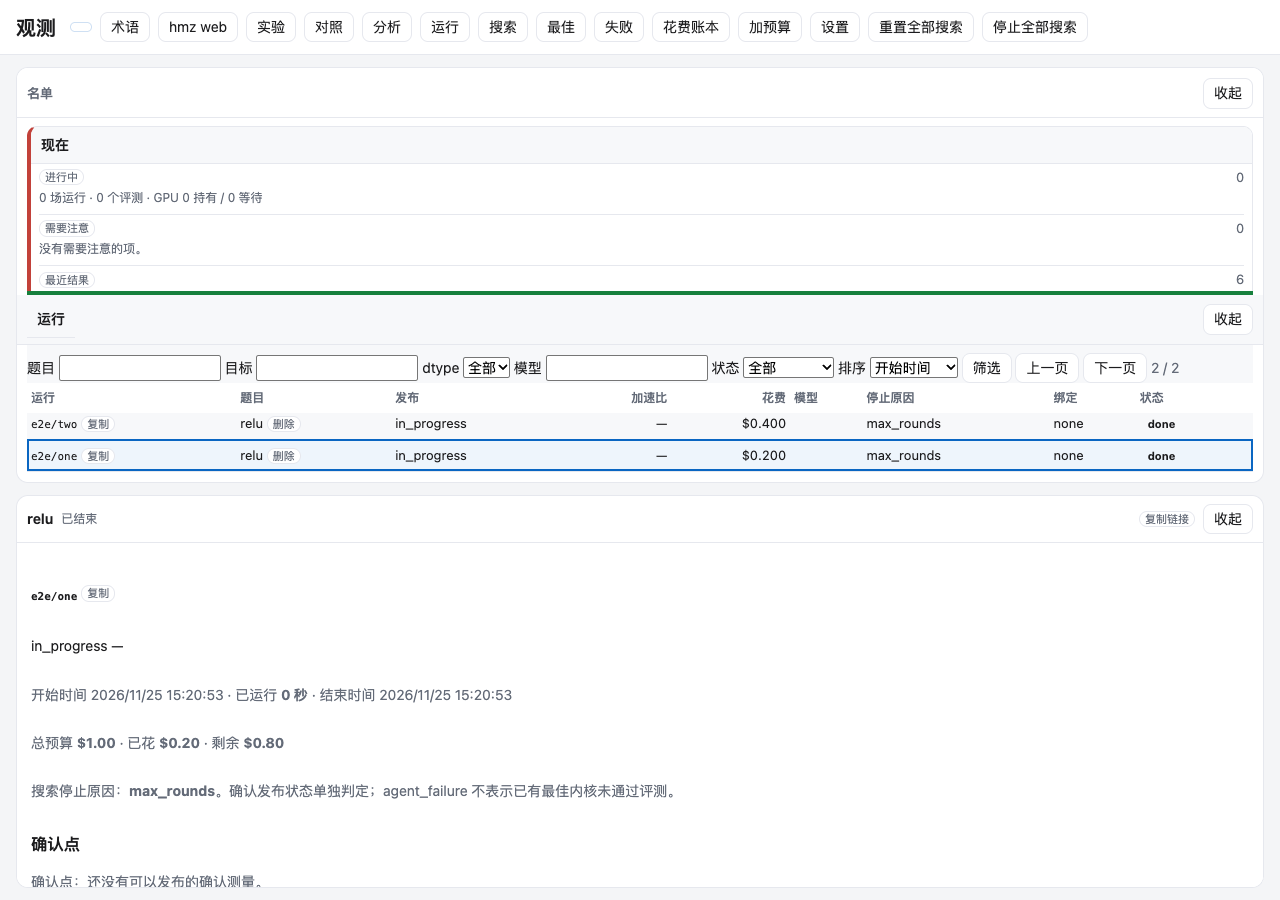 观测 术语 hmz web 实验 对照 分析 运行 搜索 最佳 失败 花费账本 加预算 设置 重置全部搜索 停止全部搜索
名单 收起
现在
进行中 0
0 场运行 · 0 个评测 · GPU 0 持有 / 0 等待
需要注意 0
没有需要注意的项。
最近结果 6
运行 收起
题目 目标 dtype 全部 模型 状态 全部 排序 开始时间 筛选 上一页 下一页 2 / 2
运行 题目 发布 加速比 花费 模型 停止原因 绑定 状态
e2e/two 复制 relu 删除 in_progress — $0.400 max_rounds none done
e2e/one 复制 relu 删除 in_progress — $0.200 max_rounds none done
relu 已结束 复制链接 收起
e2e/one 复制
in_progress —
开始时间 2026/11/25 15:20:53 · 已运行 0 秒 · 结束时间 2026/11/25 15:20:53
总预算 $1.00 · 已花 $0.20 · 剩余 $0.80
搜索停止原因：max_rounds。确认发布状态单独判定；agent_failure 不表示已有最佳内核未通过评测。
确认点
确认点：还没有可以发布的确认测量。